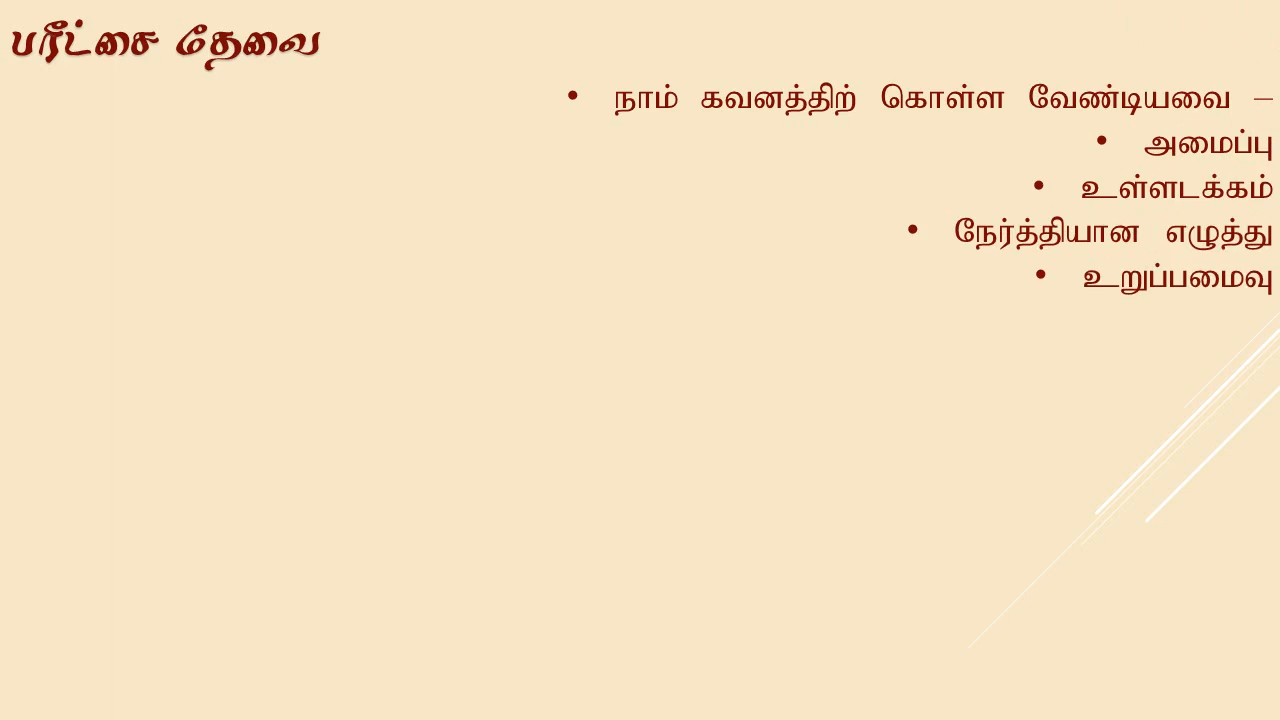 பரீட்சை தேவை
• நாம் கவனத்திற் கொள்ள வேண்டியவை –
• அமைப்பு
• உள்ளடக்கம்
• நேர்த்தியான எழுத்து
• உறுப்பமைவு